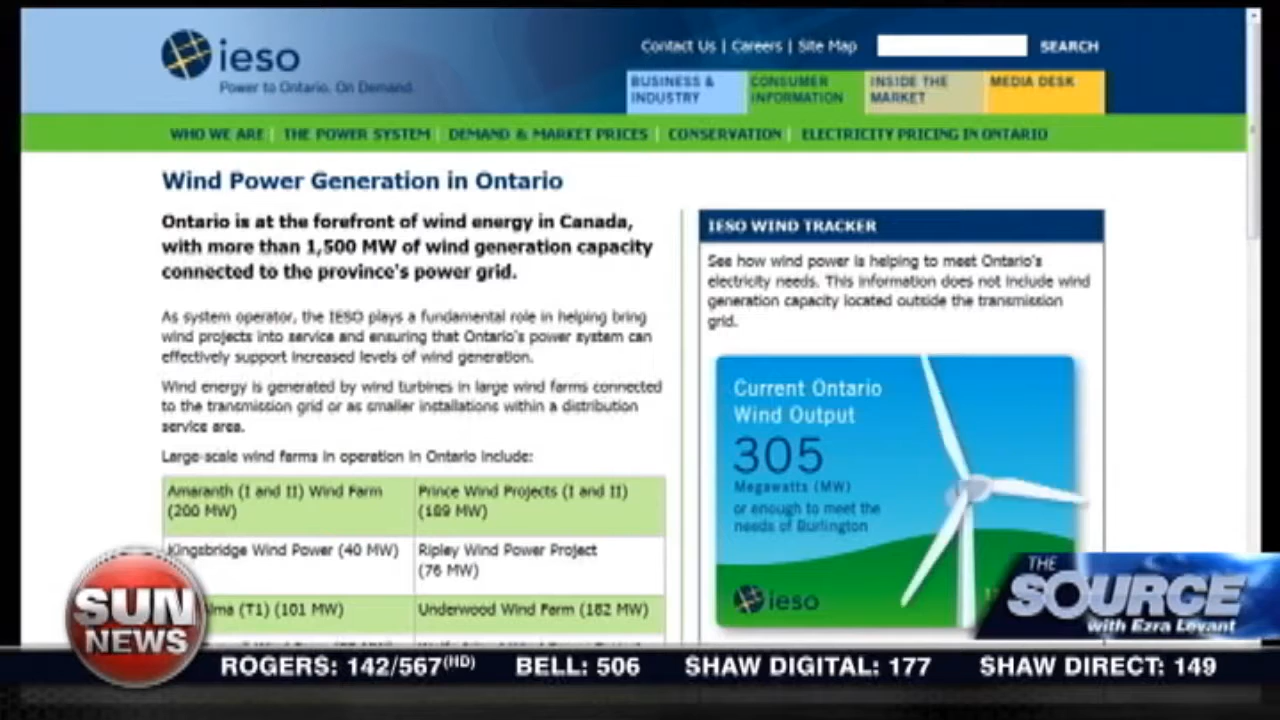 ieso
Power to Ontario. On Demand.
Contact Us | Careers | Site Map
SEARCH
BUSINESS &
INDUSTRY
CONSUMER
INFORMATION
INSIDE THE
MARKET
MEDIA DESK
WHO WE ARE | THE POWER SYSTEM | DEMAND & MARKET PRICES | CONSERVATION | ELECTRICITY PRICING IN ONTARIO
Wind Power Generation in Ontario
Ontario is at the forefront of wind energy in Canada,
with more than 1,500 MW of wind generation capacity
connected to the province's power grid.
As system operator, the IESO plays a fundamental role in helping bring
wind projects into service and ensuring that Ontario's power system can
effectively support increased levels of wind generation.
Wind energy is generated by wind turbines in large wind farms connected
to the transmission grid or as smaller installations within a distribution
service area.
Large-scale wind farms in operation in Ontario include:
Amaranth (I and II) Wind Farm
(200 MW)
Prince Wind Projects (I and II)
(189 MW)
Kingsbridge Wind Power (40 MW)
Ripley Wind Power Project
(76 MW)
(T1) (101 MW)
Underwood Wind Farm (182 MW)
IESO WIND TRACKER
See how wind power is helping to meet Ontario's
electricity needs. This information does not include wind
generation capacity located outside the transmission
grid.
Current Ontario
Wind Output
305
Megawatts (MW)
or enough to meet the
needs of Burlington
ieso
THE
SOURCE
with Ezra Levant
SUN
NEWS
ROGERS: 142/567(HD) BELL: 506 SHAW DIGITAL: 177 SHAW DIRECT: 149